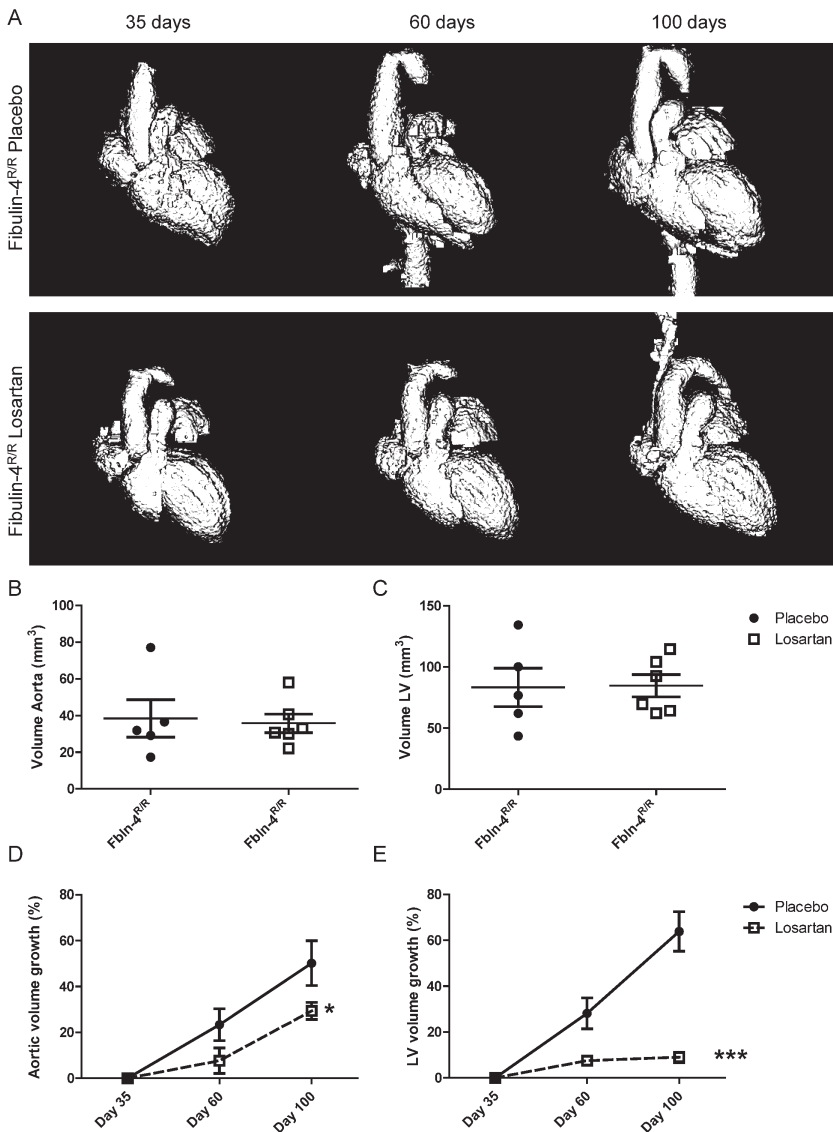 A
35 days
60 days
100 days
Fibulin-4R/R Placebo
Fibulin-4R/R Losartan
B
Volume Aorta (mm3)
100
80
60
40
20
0
Fbln-4R/R
Fbln-4R/R
C
Volume LV (mm3)
150
100
50
0
Fbln-4R/R
Fbln-4R/R
Placebo
Losartan
D
Aortic volume growth (%)
80
60
40
20
0
*
Day 35
Day 60
Day 100
E
LV volume growth (%)
80
60
40
20
0
***
Day 35
Day 60
Day 100
Placebo
Losartan